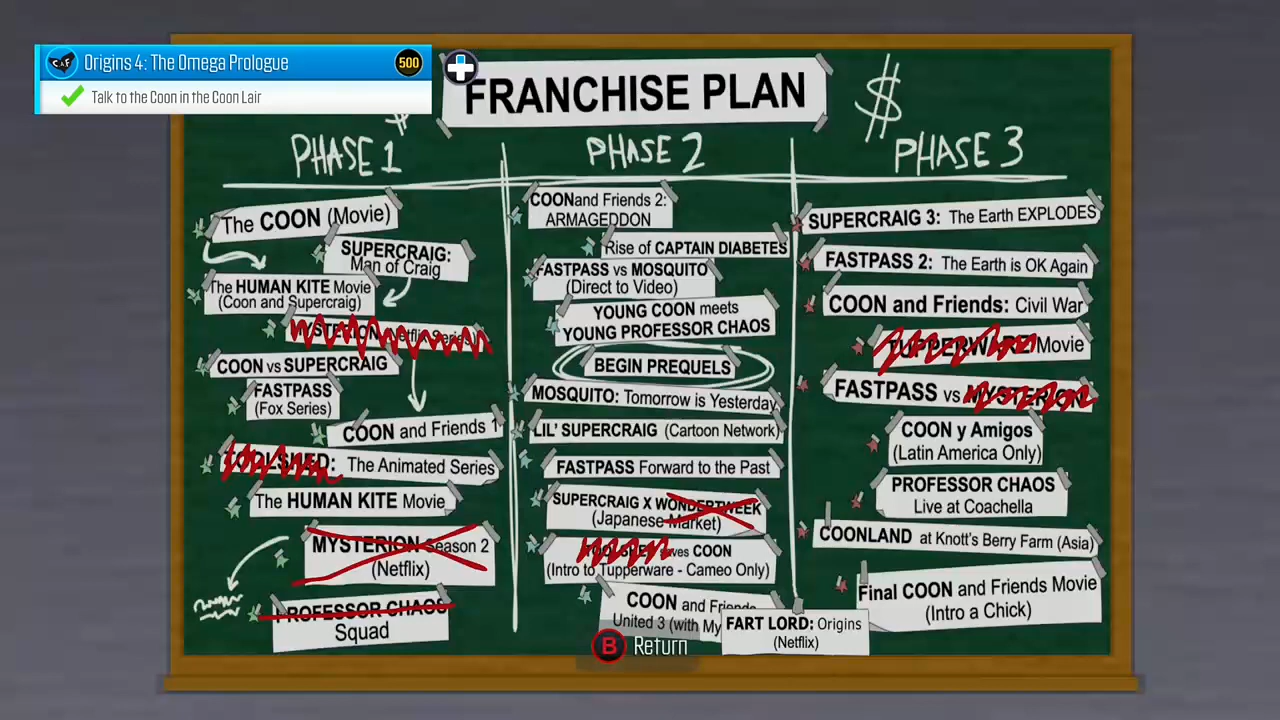 Origins 4: The Omega Prologue
500
Talk to the Coon in the Coon Lair
FRANCHISE PLAN
$
$
PHASE 1
The COON (Movie)
SUPERCRAIG:
Man of Craig
The HUMAN KITE Movie
(Coon and Supercraig)
MYSTERION Netflix Series
COON vs SUPERCRAIG
FASTPASS
(Fox Series)
COON and Friends 1
TOOLSHED: The Animated Series
The HUMAN KITE Movie
MYSTERION Season 2
(Netflix)
PROFESSOR CHAOS
Squad
PHASE 2
COON and Friends 2:
ARMAGEDDON
Rise of CAPTAIN DIABETES
FASTPASS vs MOSQUITO
(Direct to Video)
YOUNG COON meets
YOUNG PROFESSOR CHAOS
BEGIN PREQUELS
MOSQUITO: Tomorrow is Yesterday
LIL' SUPERCRAIG (Cartoon Network)
FASTPASS Forward to the Past
SUPERCRAIG X WONDERTWEEK
(Japanese Market)
COON
(Intro to Tupperware - Cameo Only)
COON and Friends
United 3 (with My
FART LORD: Origins
(Netflix)
PHASE 3
SUPERCRAIG 3: The Earth EXPLODES
FASTPASS 2: The Earth is OK Again
COON and Friends: Civil War
TUPPERWARE Movie
FASTPASS vs MYSTERION
COON y Amigos
(Latin America Only)
PROFESSOR CHAOS
Live at Coachella
COONLAND at Knott's Berry Farm (Asia)
Final COON and Friends Movie
(Intro a Chick)
B Return